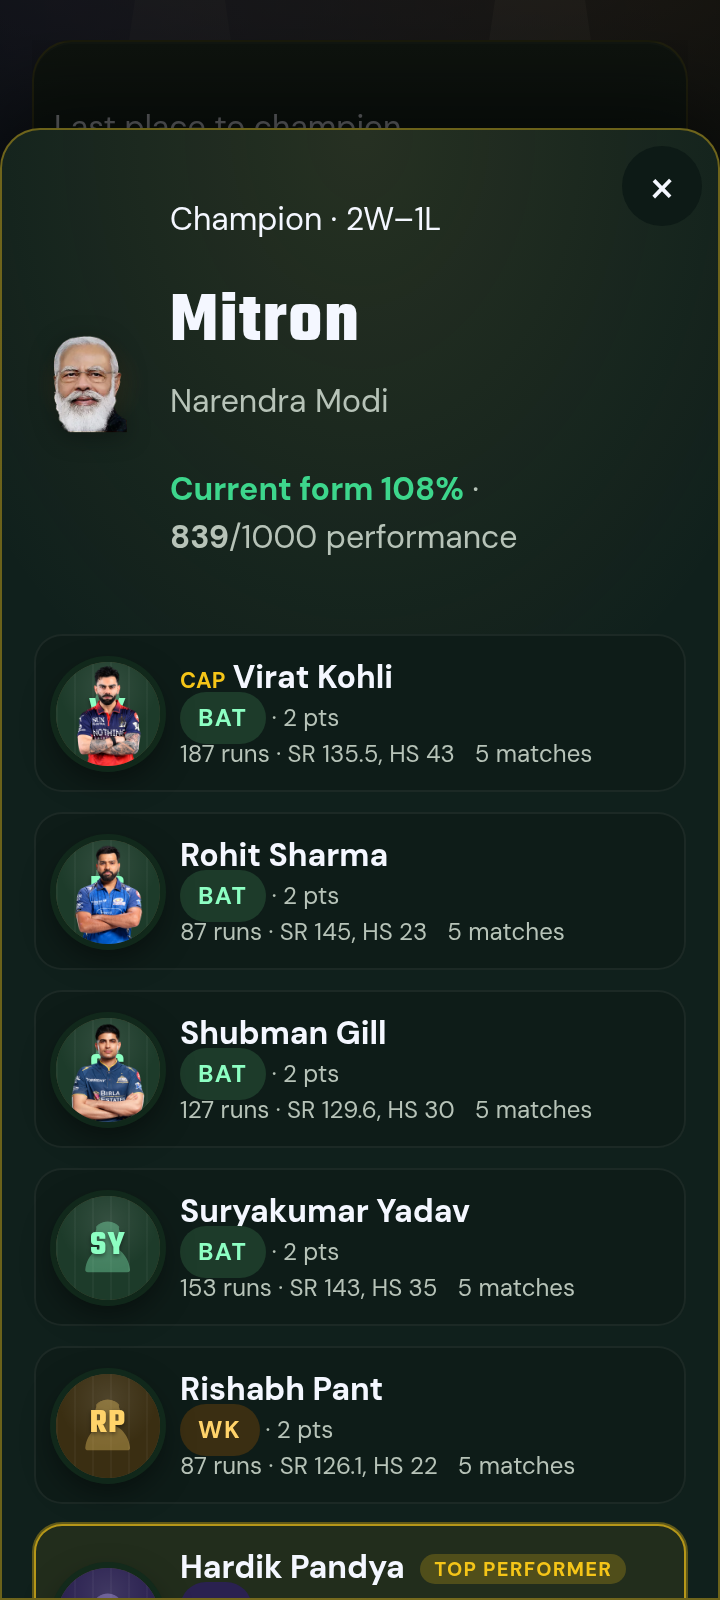 Last place to champion
×
Champion · 2W–1L
Mitron
Narendra Modi
Current form 108% ·
839/1000 performance
CAP Virat Kohli
BAT · 2 pts
187 runs · SR 135.5, HS 43 5 matches
Rohit Sharma
BAT · 2 pts
87 runs · SR 145, HS 23 5 matches
Shubman Gill
BAT · 2 pts
127 runs · SR 129.6, HS 30 5 matches
SY
Suryakumar Yadav
BAT · 2 pts
153 runs · SR 143, HS 35 5 matches
RP
Rishabh Pant
WK · 2 pts
87 runs · SR 126.1, HS 22 5 matches
Hardik Pandya TOP PERFORMER